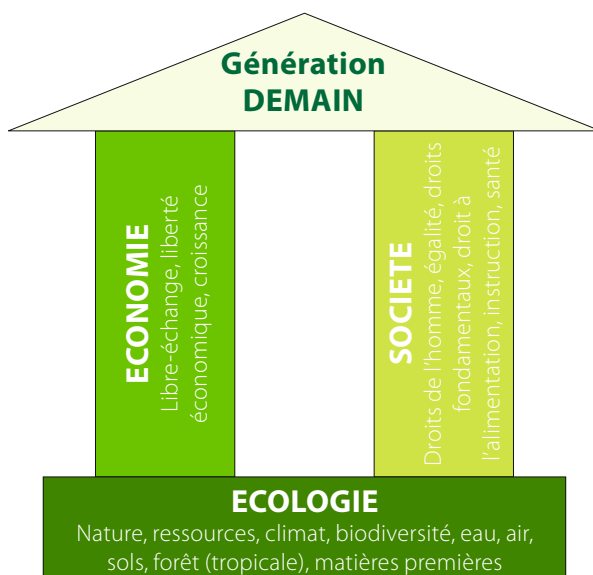 Génération
DEMAIN
ECONOMIE
Libre-échange, liberté
économique, croissance
SOCIETE
Droits de l'homme, égalité, droits
fondamentaux, droit à
l'alimentation, instruction, santé
ECOLOGIE
Nature, ressources, climat, biodiversité, eau, air,
sols, forêt (tropicale), matières premières